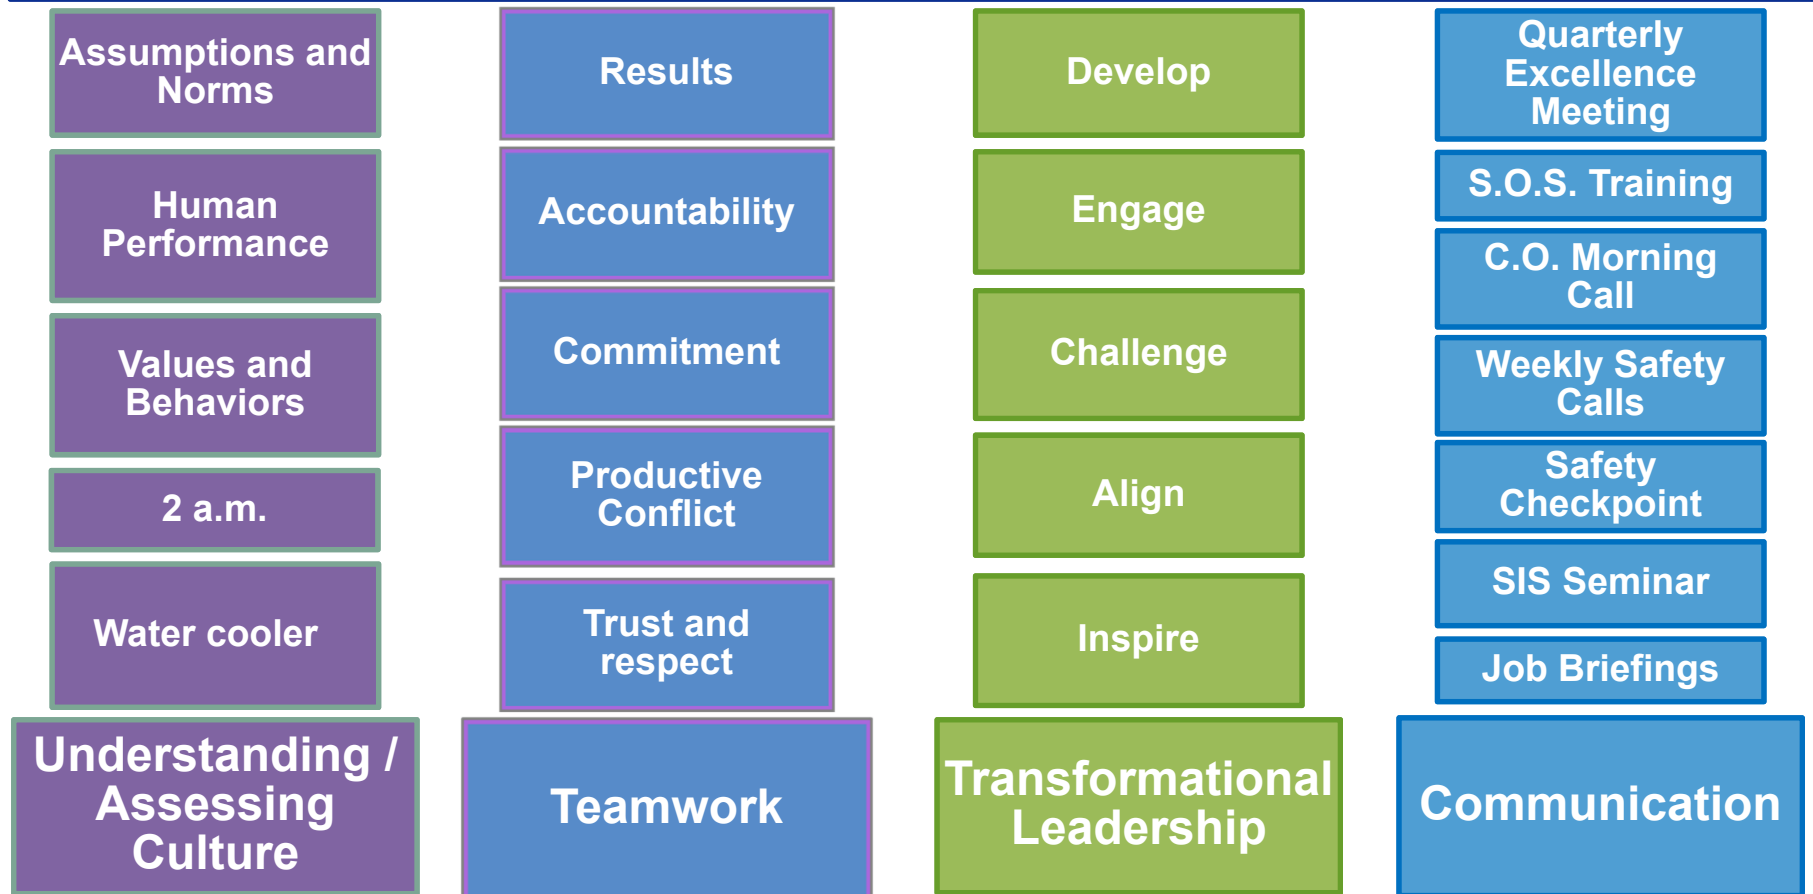 Assumptions and
Norms
Human
Performance
Values and
Behaviors
2 a.m.
Water cooler
Understanding /
Assessing
Culture
Results
Accountability
Commitment
Productive
Conflict
Trust and
respect
Teamwork
Develop
Engage
Challenge
Align
Inspire
Transformational
Leadership
Quarterly
Excellence
Meeting
S.O.S. Training
C.O. Morning
Call
Weekly Safety
Calls
Safety
Checkpoint
SIS Seminar
Job Briefings
Communication